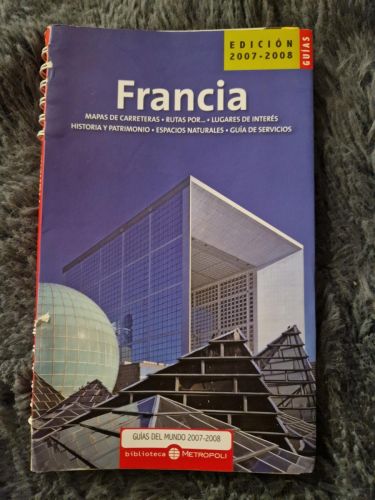 EDICIÓN
2007-2008
GUÍAS
Francia
MAPAS DE CARRETERAS • RUTAS POR... • LUGARES DE INTERÉS
HISTORIA Y PATRIMONIO • ESPACIOS NATURALES • GUÍA DE SERVICIOS
GUÍAS DEL MUNDO 2007-2008
biblioteca METROPOLI